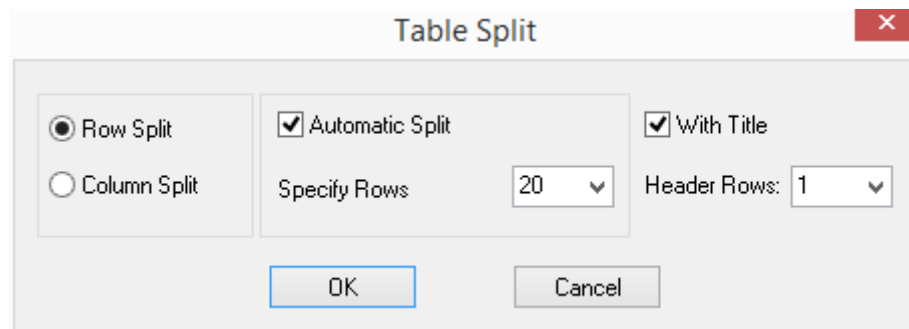 Table Split
Row Split
Automatic Split
With Title
Column Split
Specify Rows 20
Header Rows: 1
OK
Cancel